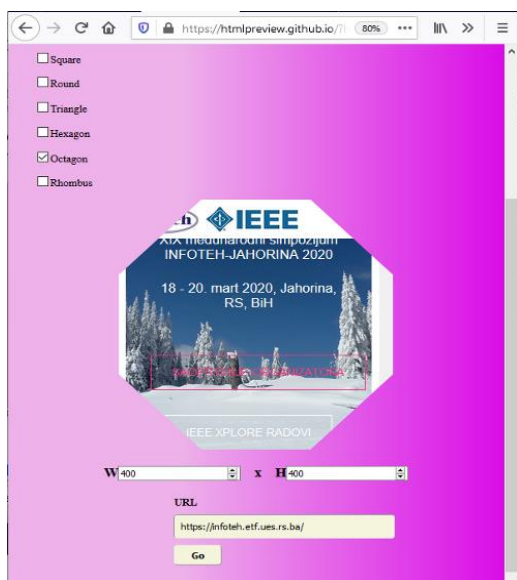 https://htmlpreview.github.io/?
80%
Square
Round
Triangle
Hexagon
Octagon
Rhombus
IEEE
XIX međunarodni simpozijum
INFOTEH-JAHORINA 2020
18 - 20. mart 2020, Jahorina,
RS, BiH
IEEE XPLORE RADOVI
W 400 x H 400
URL
https://infoteh.etf.ues.rs.ba/
Go